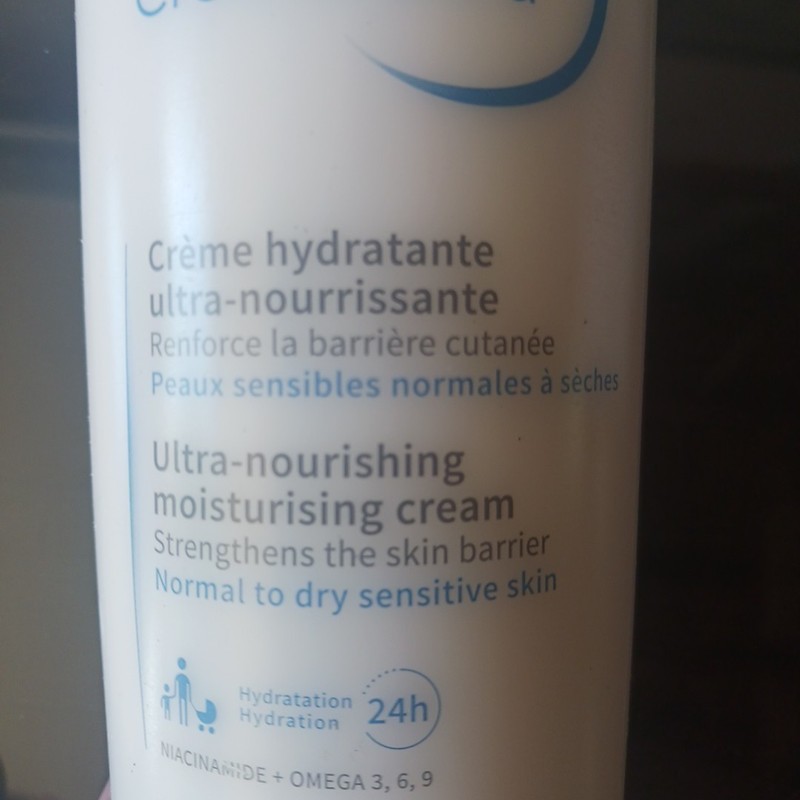 Crème hydratante
ultra-nourrissante
Renforce la barrière cutanée
Peaux sensibles normales à sèches
Ultra-nourishing
moisturising cream
Strengthens the skin barrier
Normal to dry sensitive skin
Hydratation
Hydration
24h
NIACINAMIDE + OMEGA 3, 6, 9